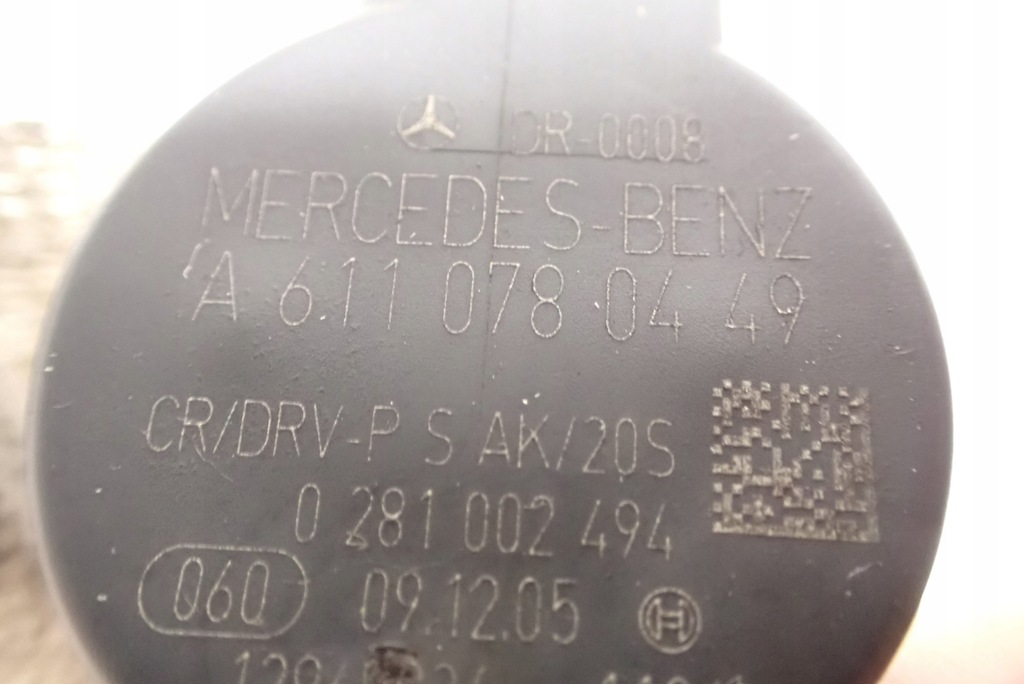 DR-0008
MERCEDES-BENZ
A 611 078 04 49
CR/DRV-P S AK/20S
0 281 002 494
060 09.12.05